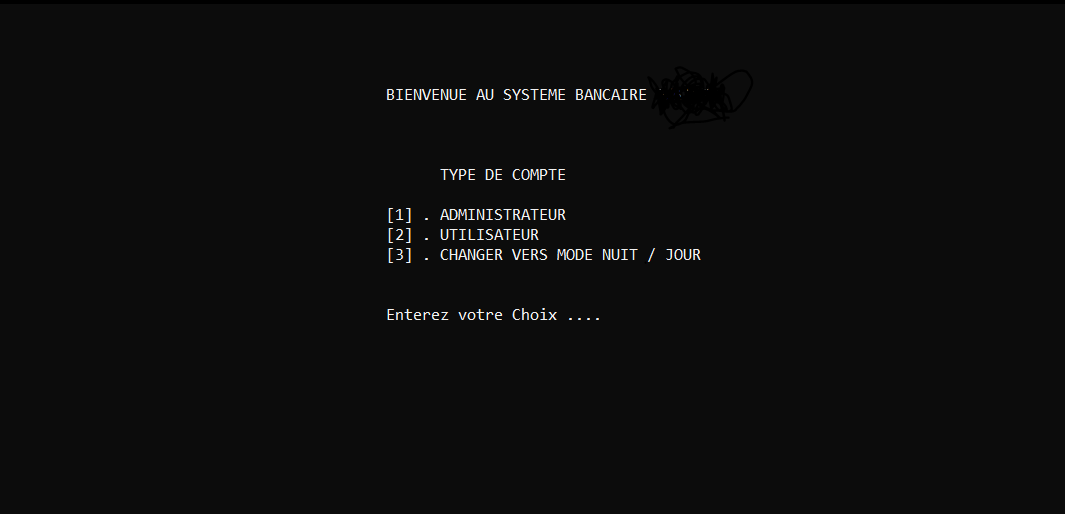 BIENVENUE AU SYSTEME BANCAIRE
TYPE DE COMPTE
[1] . ADMINISTRATEUR
[2] . UTILISATEUR
[3] . CHANGER VERS MODE NUIT / JOUR
Enterez votre Choix ....